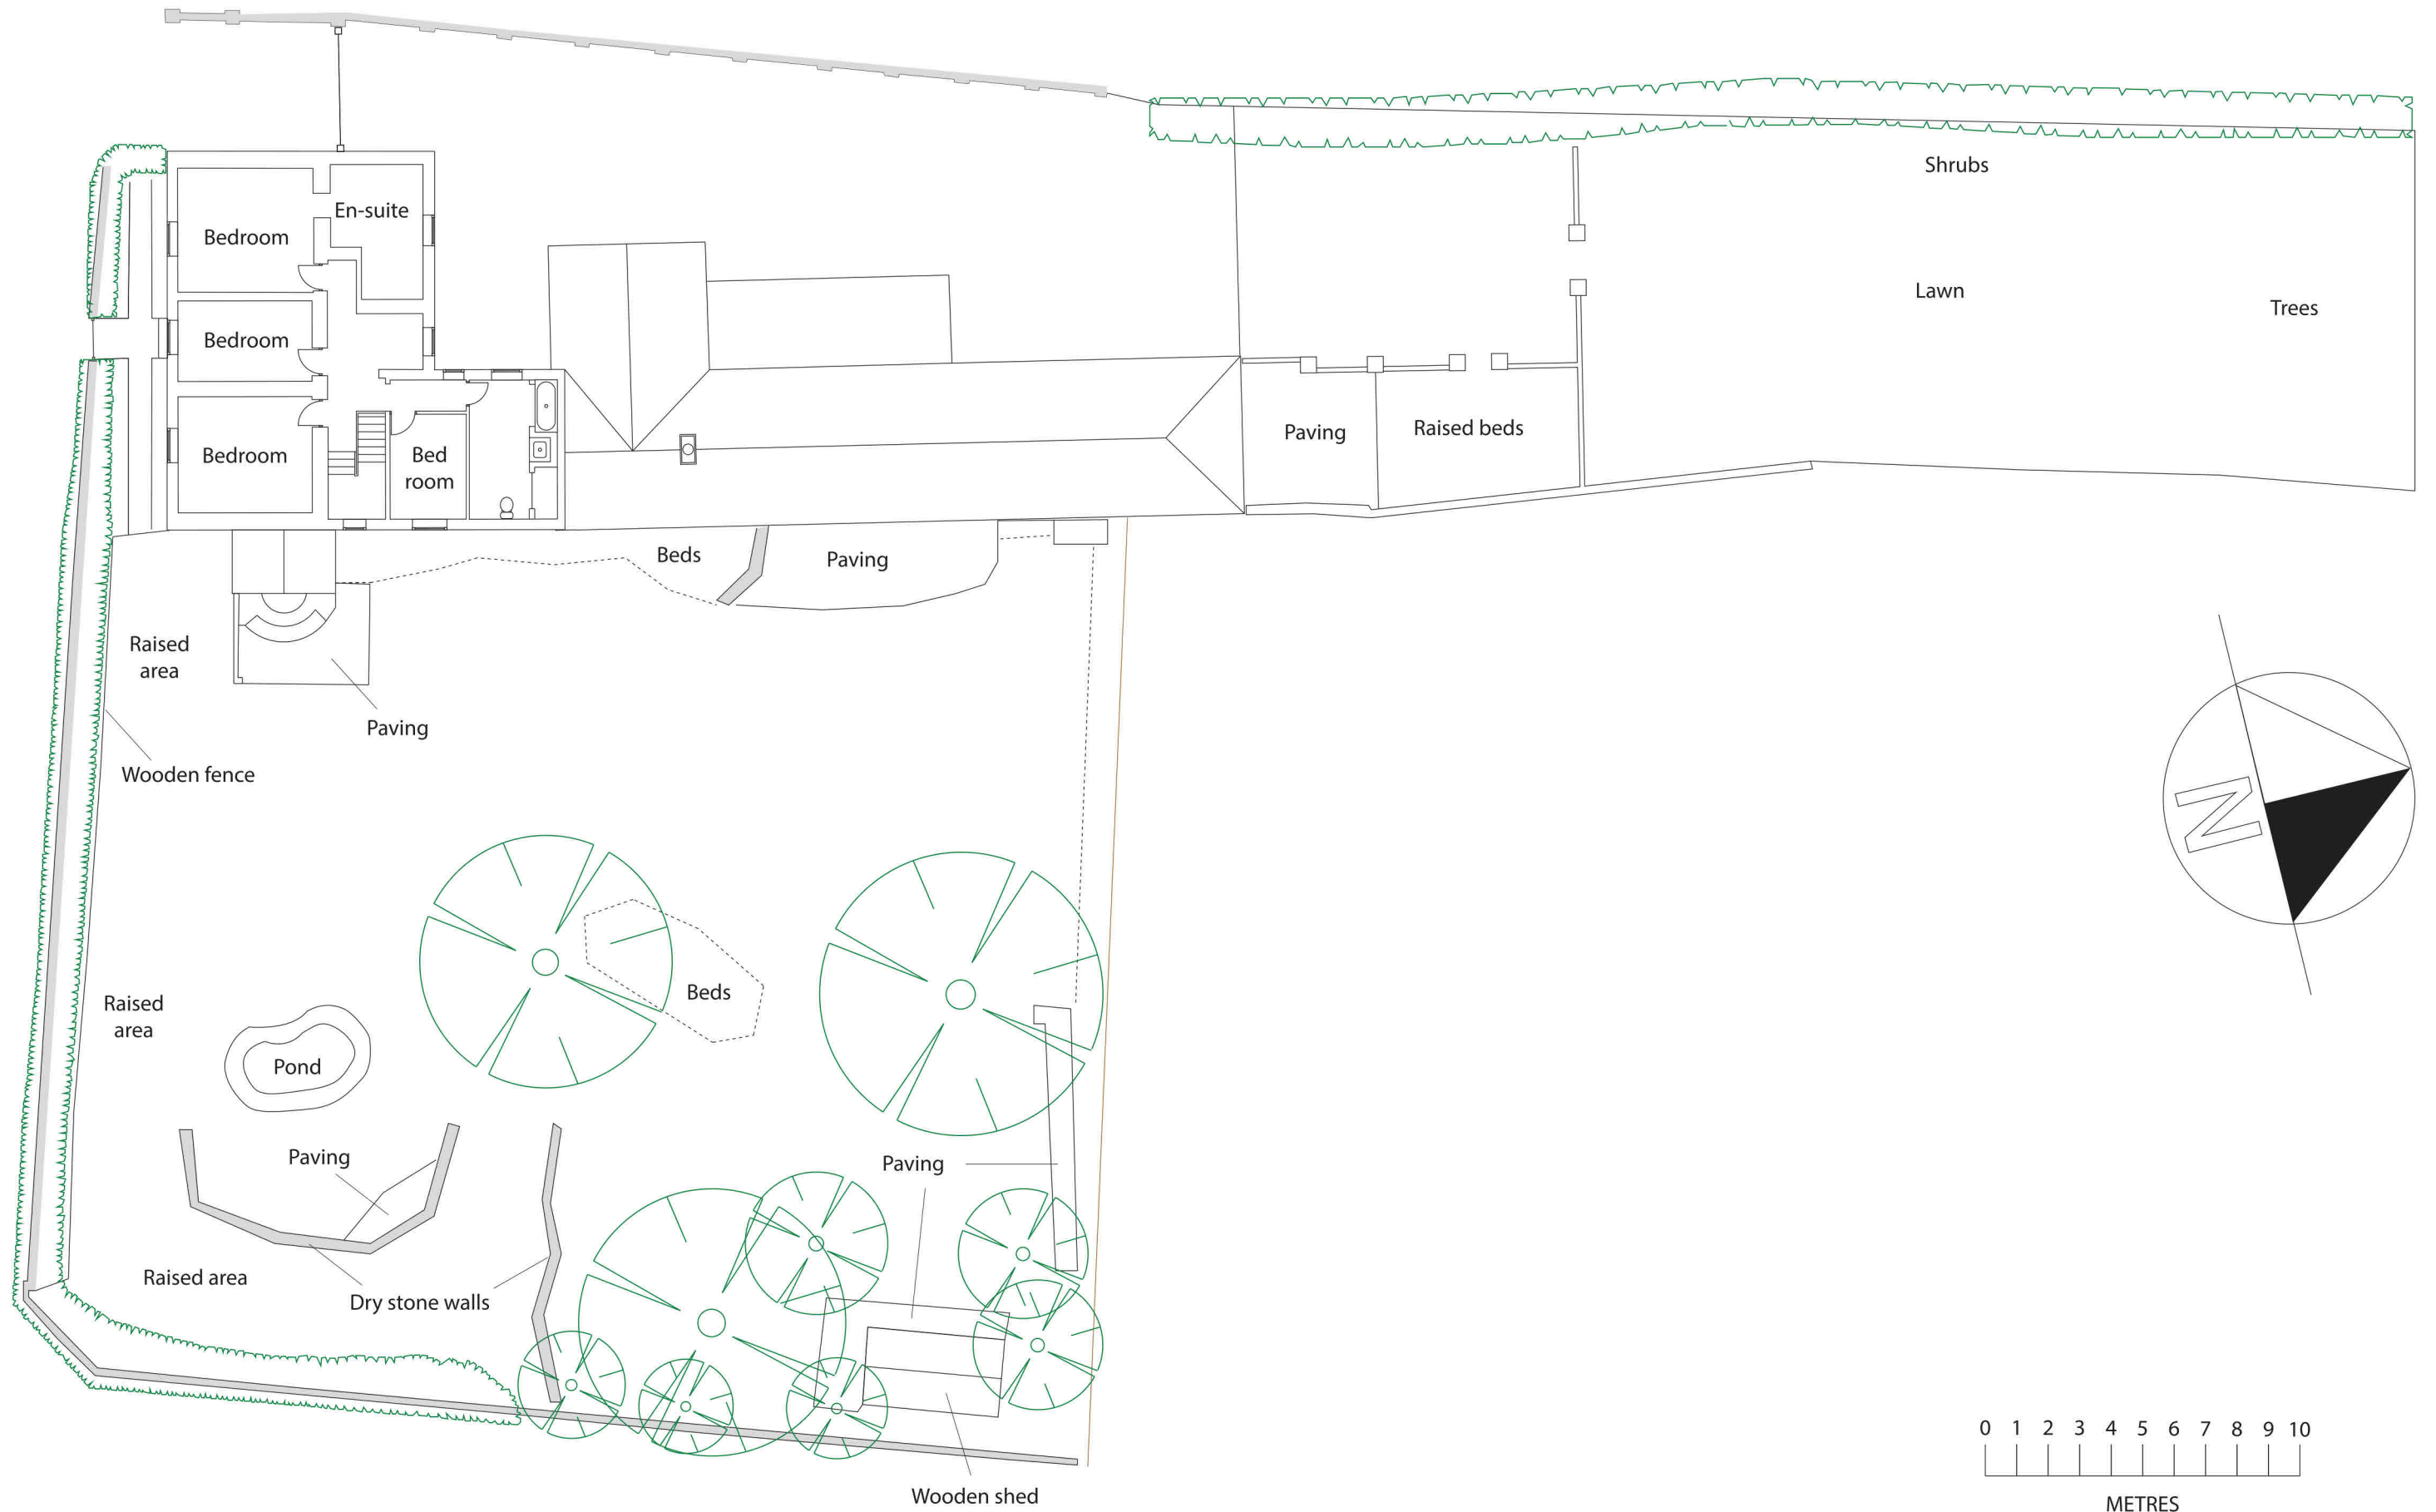 Shrubs
En-suite
Bedroom
Lawn
Trees
Bedroom
Bedroom
Bed
room
Paving
Raised beds
Beds
Paving
Raised
area
Paving
Wooden fence
N
Raised
area
Beds
Pond
Paving
Paving
Raised area
Dry stone walls
Wooden shed
0 1 2 3 4 5 6 7 8 9 10
METRES